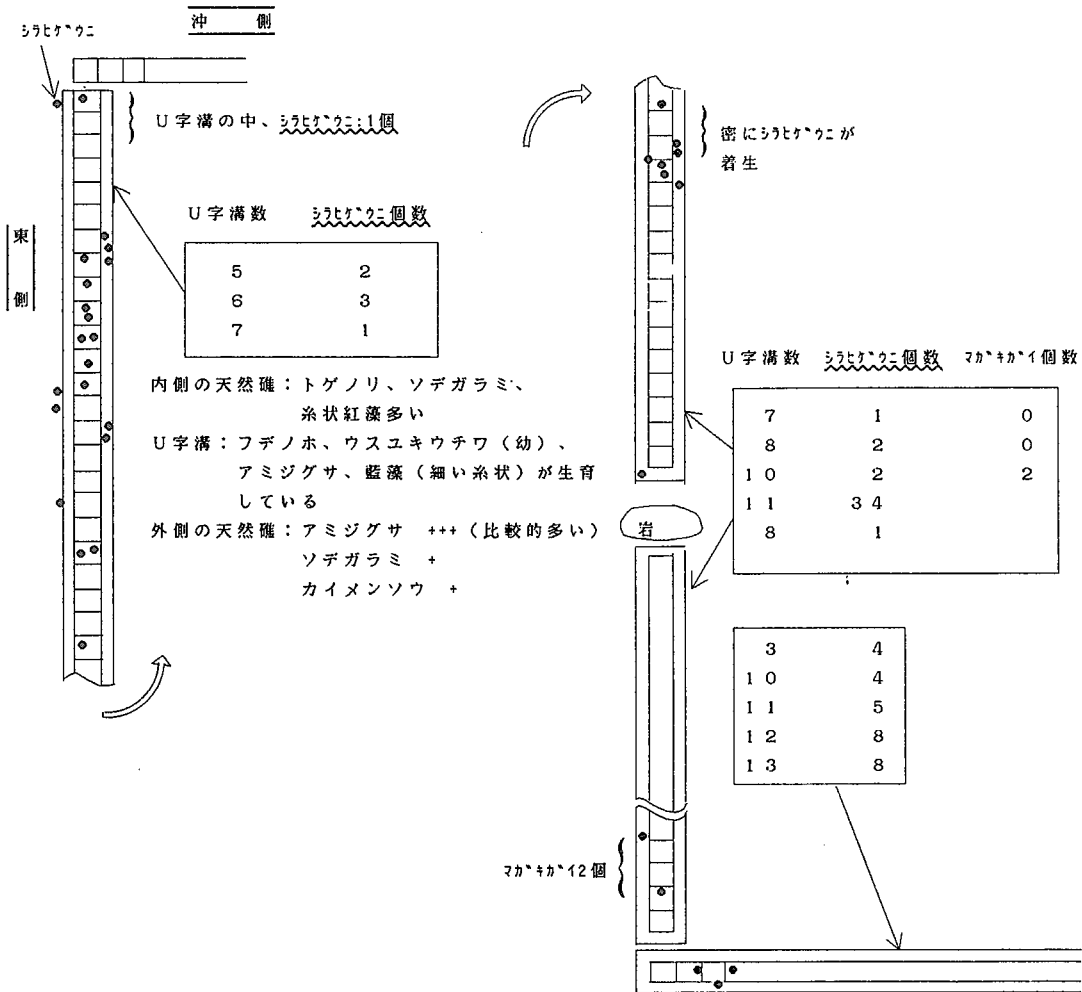 沖　側
シラヒゲウニ
U字溝の中、シラヒゲウニ:1個
東側
U字溝数　シラヒゲウニ個数
5　2
6　3
7　1
内側の天然礁：トゲノリ、ソデガラミ、
糸状紅藻多い
U字溝：フデノホ、ウスユキウチワ（幼）、
アミジグサ、藍藻（細い糸状）が生育
している
外側の天然礁：アミジグサ　+++（比較的多い）
ソデガラミ　+
カイメンソウ　+
密にシラヒゲウニが
着生
U字溝数　シラヒゲウニ個数　マガキガイ個数
7　1　0
8　2　0
10　2　2
11　34
8　1
岩
3　4
10　4
11　5
12　8
13　8
マガキガイ2個